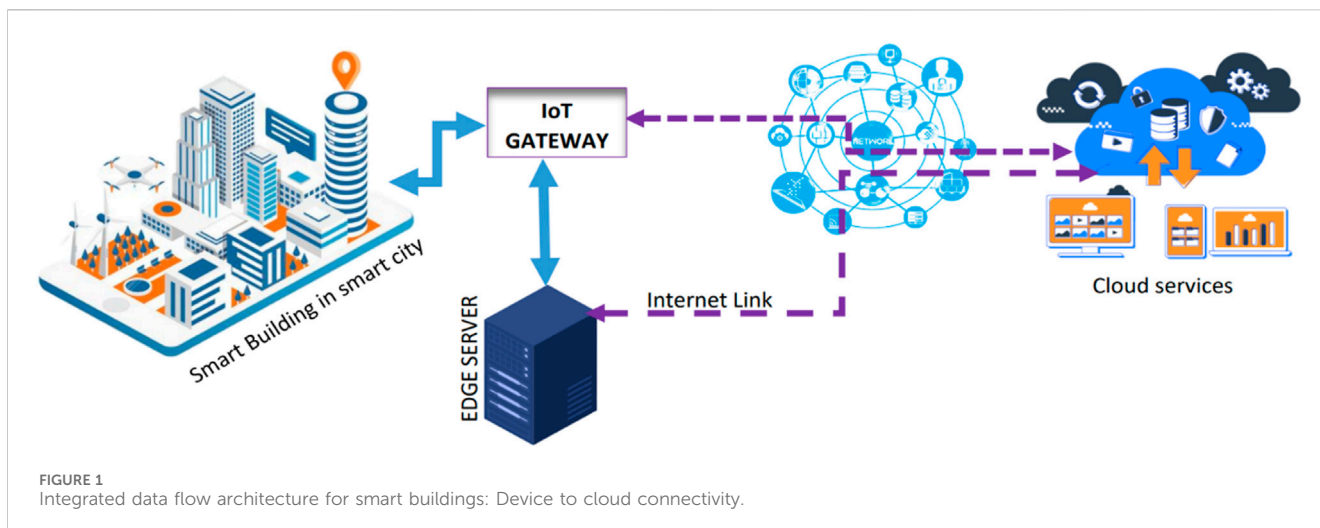 IoT
GATEWAY
NETWORK
Smart Building in smart city
EDGE SERVER
Internet Link
Cloud services
FIGURE 1
Integrated data flow architecture for smart buildings: Device to cloud connectivity.